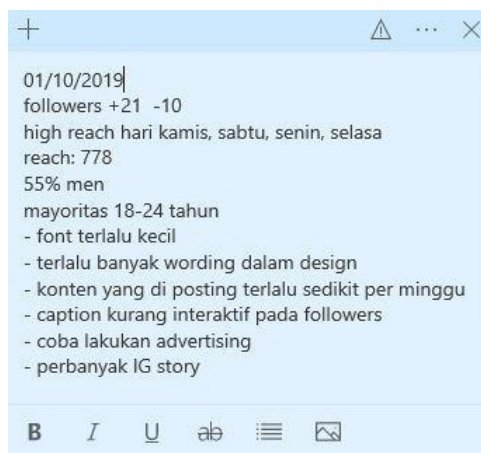 01/10/2019
followers +21 -10
high reach hari kamis, sabtu, senin, selasa
reach: 778
55% men
mayoritas 18-24 tahun
- font terlalu kecil
- terlalu banyak wording dalam design
- konten yang di posting terlalu sedikit per minggu
- caption kurang interaktif pada followers
- coba lakukan advertising
- perbanyak IG story
B I U ab